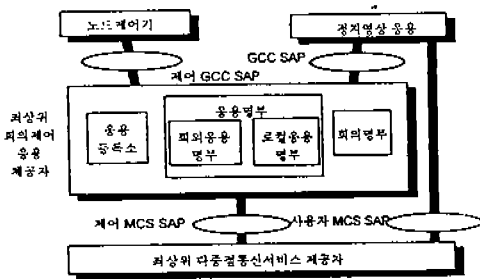 노드제어기
정지영상 응용
GCC SAP
제어 GCC SAP
최상위
회의제어
응용
제공자
응용
등록소
응용명부
회의응용
명부
로컬응용
명부
회의명부
제어 MCS SAP
사용자 MCS SAP
최상위 다중점통신서비스 제공자